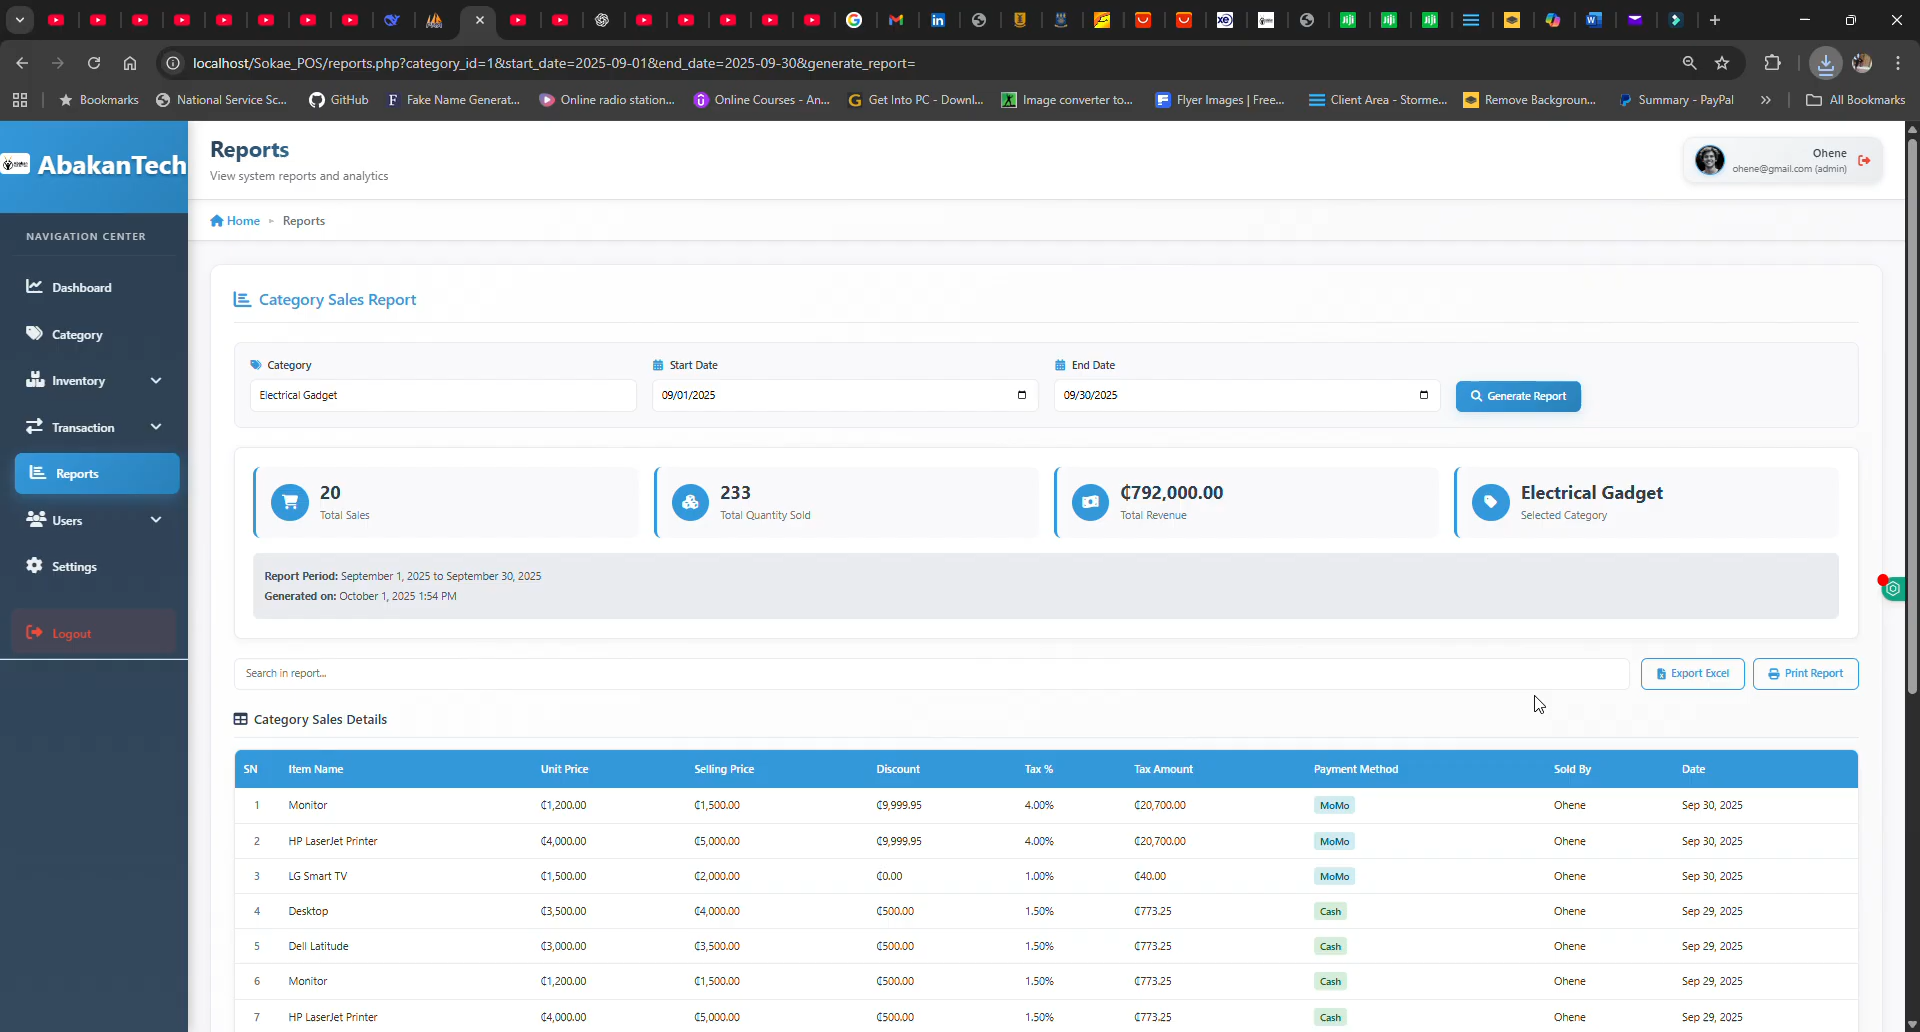 localhost/Sokae_POS/reports.php?category_id=1&start_date=2025-09-01&end_date=2025-09-30&generate_report=
Bookmarks
National Service Sc...
GitHub
Fake Name Generat...
Online radio station...
Online Courses - An...
Get Into PC - Downl...
Image converter to...
Flyer Images | Free...
Client Area - Storme...
Remove Backgroun...
Summary - PayPal
»
All Bookmarks
AbakanTech
NAVIGATION CENTER
Dashboard
Category
Inventory
Transaction
Reports
Users
Settings
Logout
Reports
View system reports and analytics
Ohene
ohene@gmail.com (admin)
Home ▸ Reports
Category Sales Report
Category
Start Date
End Date
Electrical Gadget
09/01/2025
09/30/2025
Generate Report
20
Total Sales
233
Total Quantity Sold
₵792,000.00
Total Revenue
Electrical Gadget
Selected Category
Report Period: September 1, 2025 to September 30, 2025
Generated on: October 1, 2025 1:54 PM
Search in report...
Export Excel
Print Report
Category Sales Details
SN Item Name Unit Price Selling Price Discount Tax % Tax Amount Payment Method Sold By Date
1 Monitor ₵1,200.00 ₵1,500.00 ₵9,999.95 4.00% ₵20,700.00 MoMo Ohene Sep 30, 2025
2 HP LaserJet Printer ₵4,000.00 ₵5,000.00 ₵9,999.95 4.00% ₵20,700.00 MoMo Ohene Sep 30, 2025
3 LG Smart TV ₵1,500.00 ₵2,000.00 ₵0.00 1.00% ₵40.00 MoMo Ohene Sep 30, 2025
4 Desktop ₵3,500.00 ₵4,000.00 ₵500.00 1.50% ₵773.25 Cash Ohene Sep 29, 2025
5 Dell Latitude ₵3,000.00 ₵3,500.00 ₵500.00 1.50% ₵773.25 Cash Ohene Sep 29, 2025
6 Monitor ₵1,200.00 ₵1,500.00 ₵500.00 1.50% ₵773.25 Cash Ohene Sep 29, 2025
7 HP LaserJet Printer ₵4,000.00 ₵5,000.00 ₵500.00 1.50% ₵773.25 Cash Ohene Sep 29, 2025